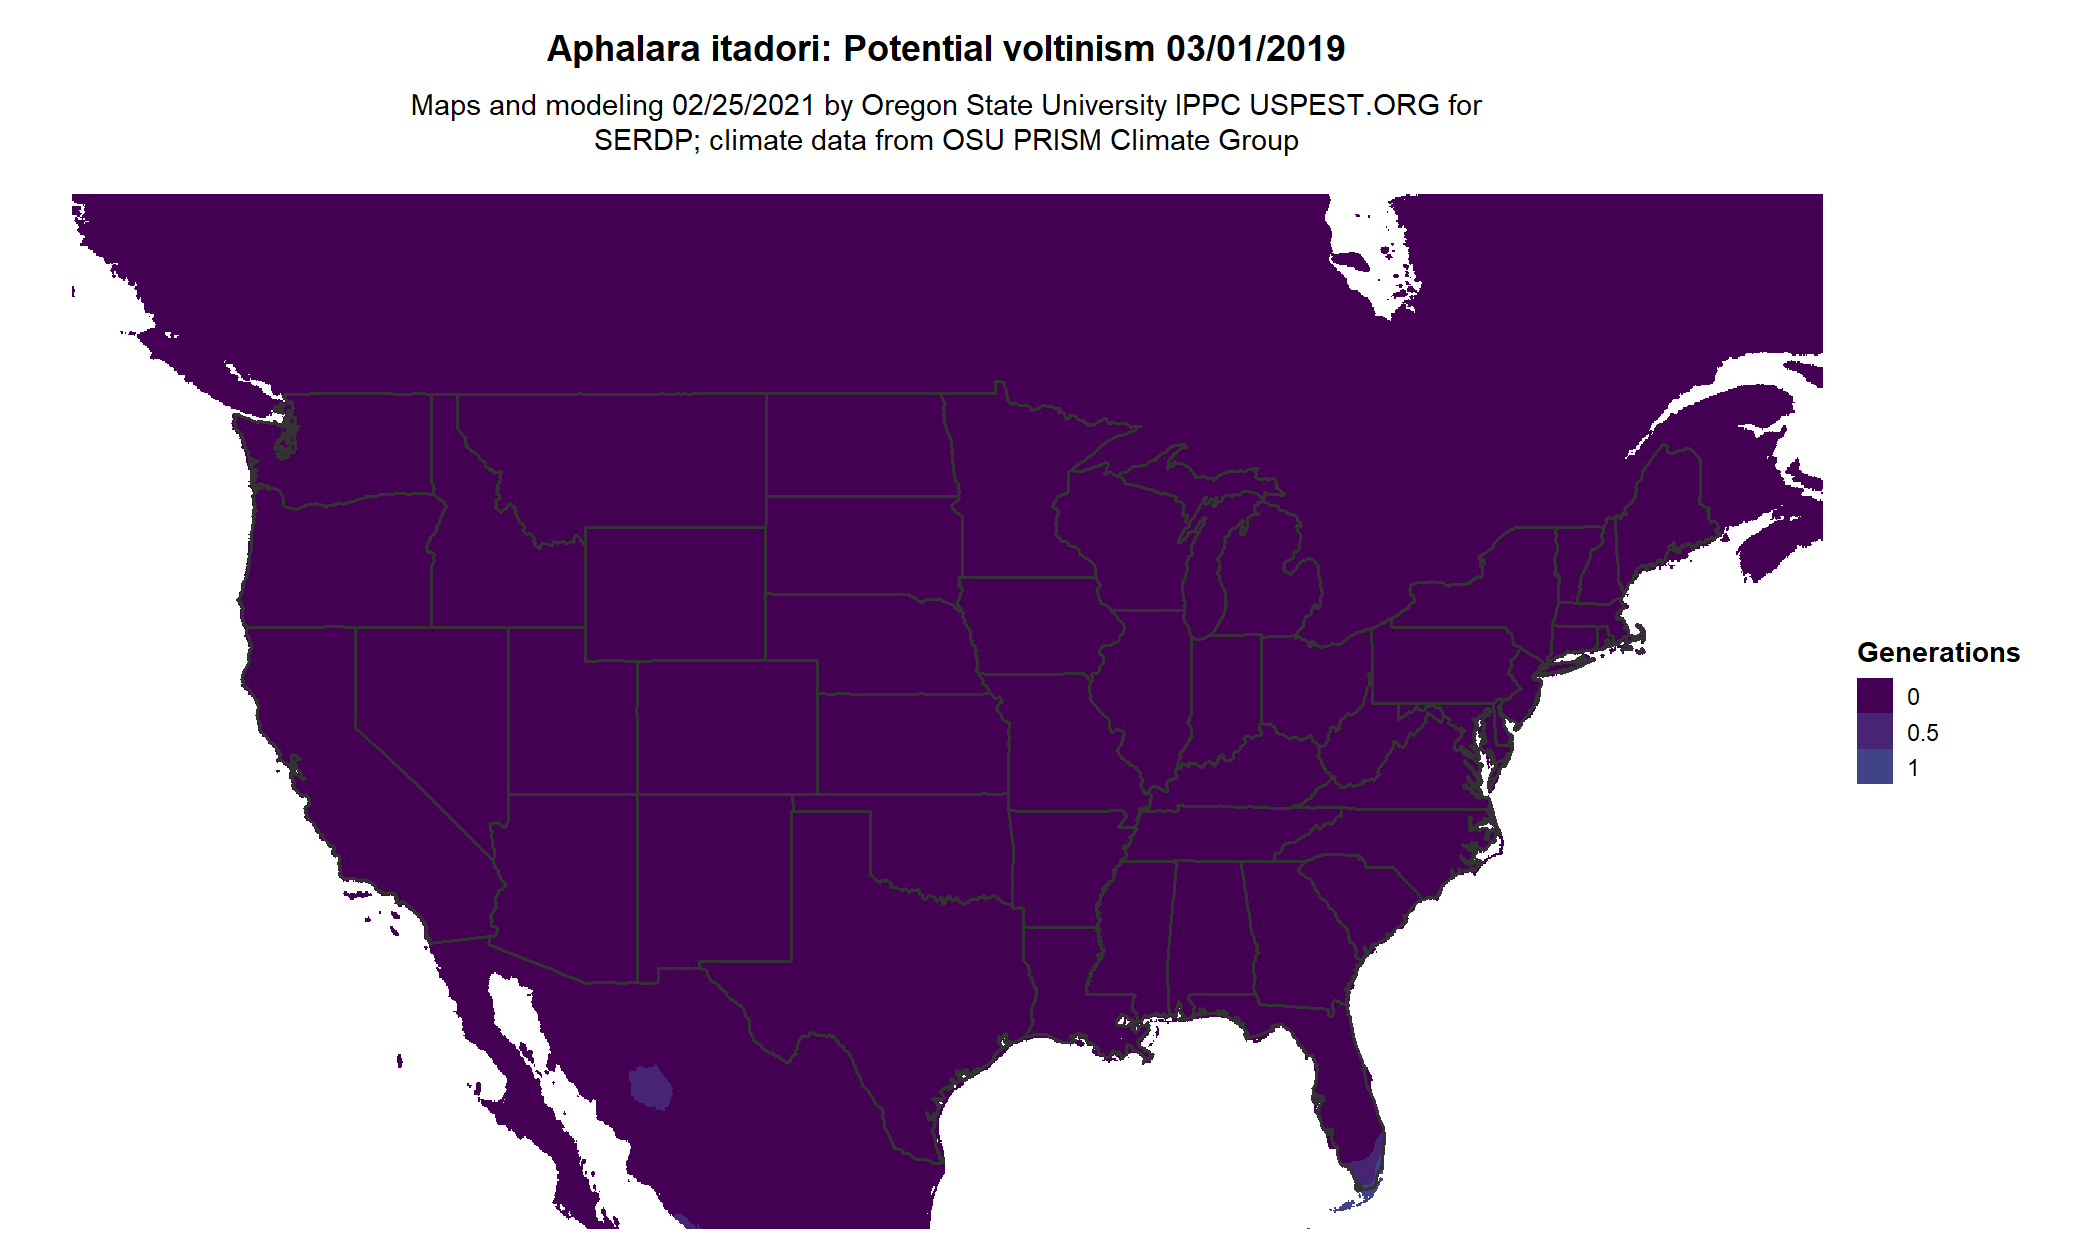 Aphalara itadori: Potential voltinism 03/01/2019
Maps and modeling 02/25/2021 by Oregon State University IPPC USPEST.ORG for
SERDP; climate data from OSU PRISM Climate Group
Generations
0
0.5
1